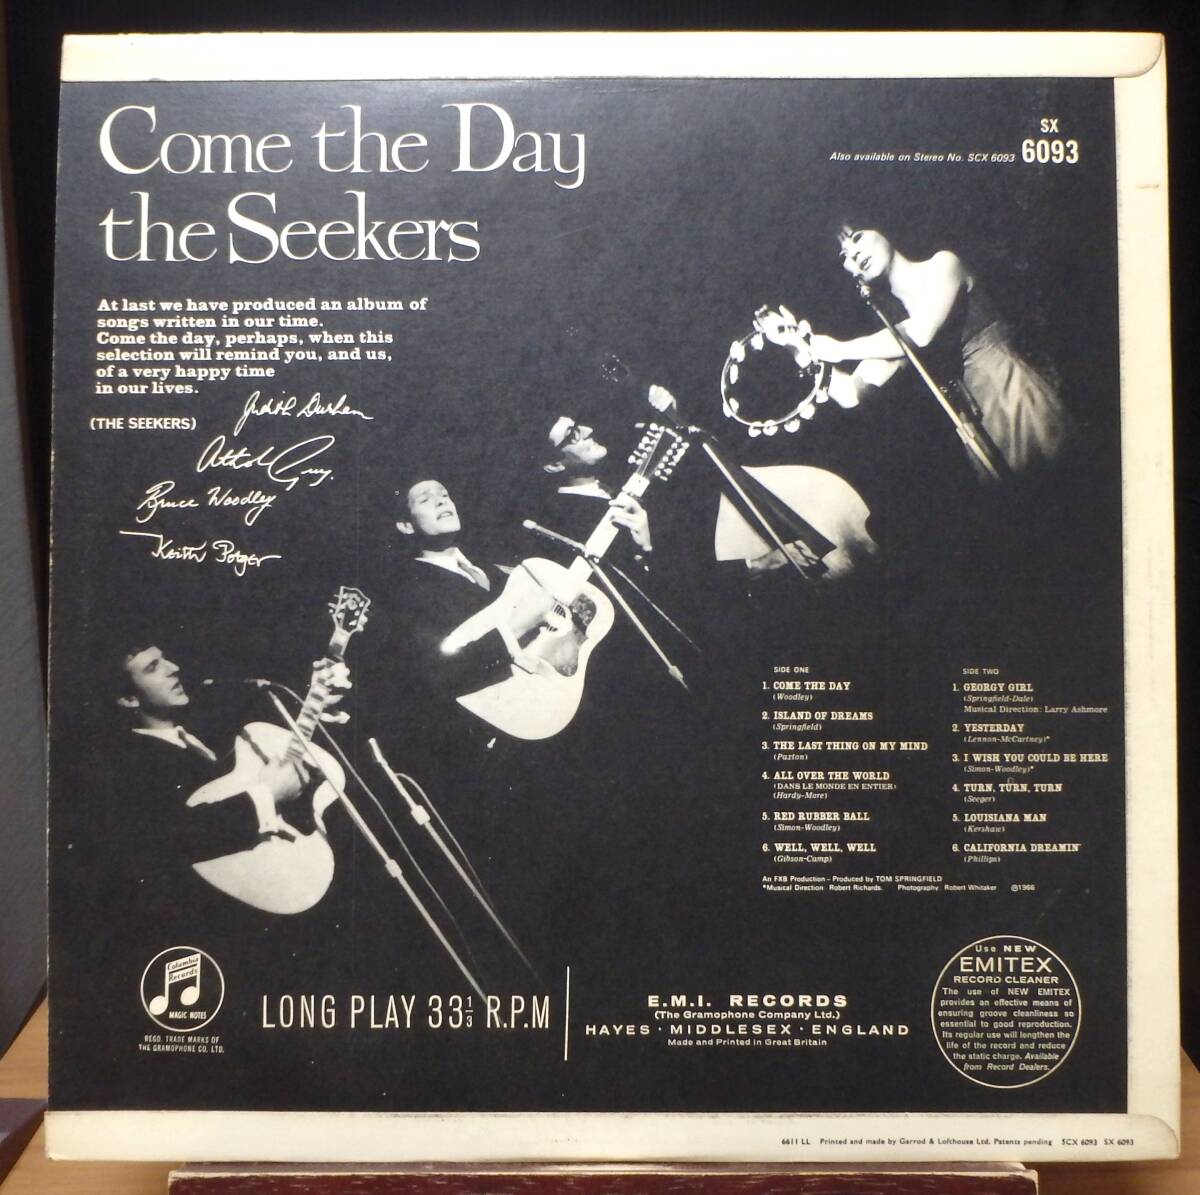 Come the Day
the Seekers
SX
Also available on Stereo No. SCX 6093 6093
At last we have produced an album of
songs written in our time.
Come the day, perhaps, when this
selection will remind you, and us,
of a very happy time
in our lives.
(THE SEEKERS)
Judith Durham
Athol Guy.
Bruce Woodley
Keith Potger
SIDE ONE
1. COME THE DAY
(Woodley)
2. ISLAND OF DREAMS
(Springfield)
3. THE LAST THING ON MY MIND
(Paxton)
4. ALL OVER THE WORLD
(DANS LE MONDE EN ENTIER)
(Hardy-More)
5. RED RUBBER BALL
(Simon-Woodley)
6. WELL, WELL, WELL
(Gibson-Camp)
SIDE TWO
1. GEORGY GIRL
(Springfield-Dale)
Musical Direction: Larry Ashmore
2. YESTERDAY
(Lennon-McCartney)*
3. I WISH YOU COULD BE HERE
(Simon-Woodley)*
4. TURN, TURN, TURN
(Seeger)
5. LOUISIANA MAN
(Kershaw)
6. CALIFORNIA DREAMIN'
(Phillips)
An FXB Production – Produced by TOM SPRINGFIELD
*Musical Direction Robert Richards. Photography Robert Whitaker ℗1966
Columbia
Records
MAGIC NOTES
REGD. TRADE MARKS OF
THE GRAMOPHONE CO. LTD.
LONG PLAY 33⅓ R.P.M
E.M.I. RECORDS
(The Gramophone Company Ltd.)
HAYES · MIDDLESEX · ENGLAND
Made and Printed in Great Britain
Use NEW
EMITEX
RECORD CLEANER
The use of NEW EMITEX
provides an effective means of
ensuring groove cleanliness so
essential to good reproduction.
Its regular use will lengthen the
life of the record and reduce
the static charge. Available
from Record Dealers.
6611 LL Printed and made by Garrod & Lofthouse Ltd. Patents pending SCX 6093 SX 6093